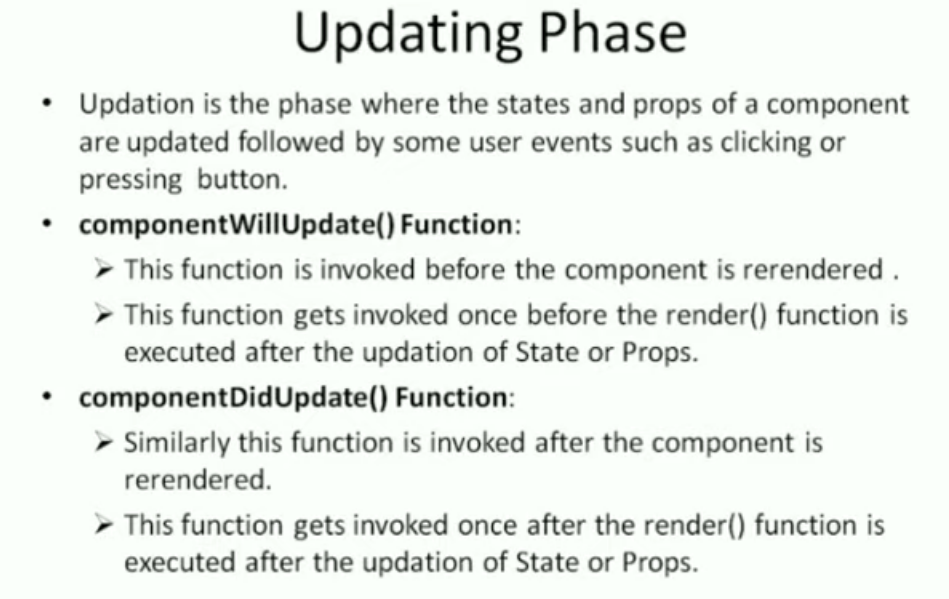 Updating Phase
• Updation is the phase where the states and props of a component
are updated followed by some user events such as clicking or
pressing button.
• componentWillUpdate() Function:
➢ This function is invoked before the component is rerendered .
➢ This function gets invoked once before the render() function is
executed after the updation of State or Props.
• componentDidUpdate() Function:
➢ Similarly this function is invoked after the component is
rerendered.
➢ This function gets invoked once after the render() function is
executed after the updation of State or Props.